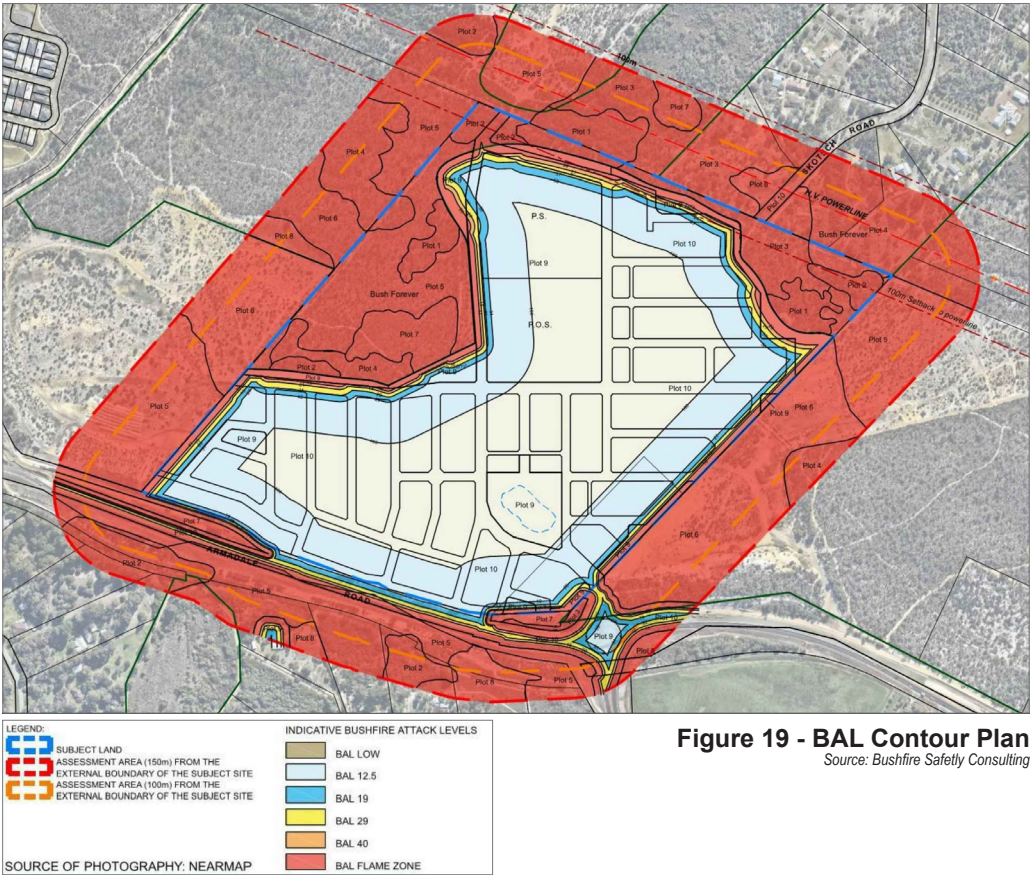 Plot 2
100m
Plot 5
Plot 3
Plot 7
Plot 5
Plot 2
Plot 2
Plot 1
SKOTSCH ROAD
Plot 4
Plot 3
Plot 8
Plot 10
H.V. POWERLINE
Plot 6
P.S.
Plot 4
Bush Forever
Plot 8
Plot 1
Plot 10
Plot 3
Plot 9
Plot 5
Plot 2
Bush Forever
100m Setback
powerline
Plot 6
Plot 1
P.O.S.
Plot 7
Plot 5
Plot 2
Plot 4
Plot 10
Plot 5
Plot 6
Plot 9
Plot 9
Plot 10
Plot 4
Plot 9
Plot 7
Plot 6
ARMADALE
ROAD
Plot 2
Plot 10
Plot 5
Plot 7
Plot 8
Plot 5
Plot 9
Plot 2
Plot 8
Plot 5
LEGEND:
SUBJECT LAND
ASSESSMENT AREA (150m) FROM THE
EXTERNAL BOUNDARY OF THE SUBJECT SITE
ASSESSMENT AREA (100m) FROM THE
EXTERNAL BOUNDARY OF THE SUBJECT SITE
SOURCE OF PHOTOGRAPHY: NEARMAP
INDICATIVE BUSHFIRE ATTACK LEVELS
BAL LOW
BAL 12.5
BAL 19
BAL 29
BAL 40
BAL FLAME ZONE
Figure 19 - BAL Contour Plan
Source: Bushfire Safetly Consulting